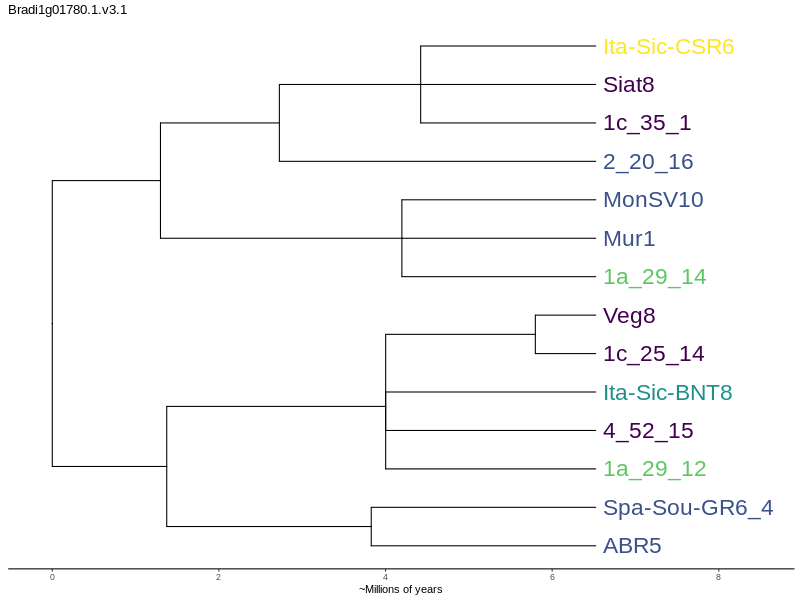 Bradi1g01780.1.v3.1
Ita-Sic-CSR6
Siat8
1c_35_1
2_20_16
MonSV10
Mur1
1a_29_14
Veg8
1c_25_14
Ita-Sic-BNT8
4_52_15
1a_29_12
Spa-Sou-GR6_4
ABR5
0 2 4 6 8
~Millions of years